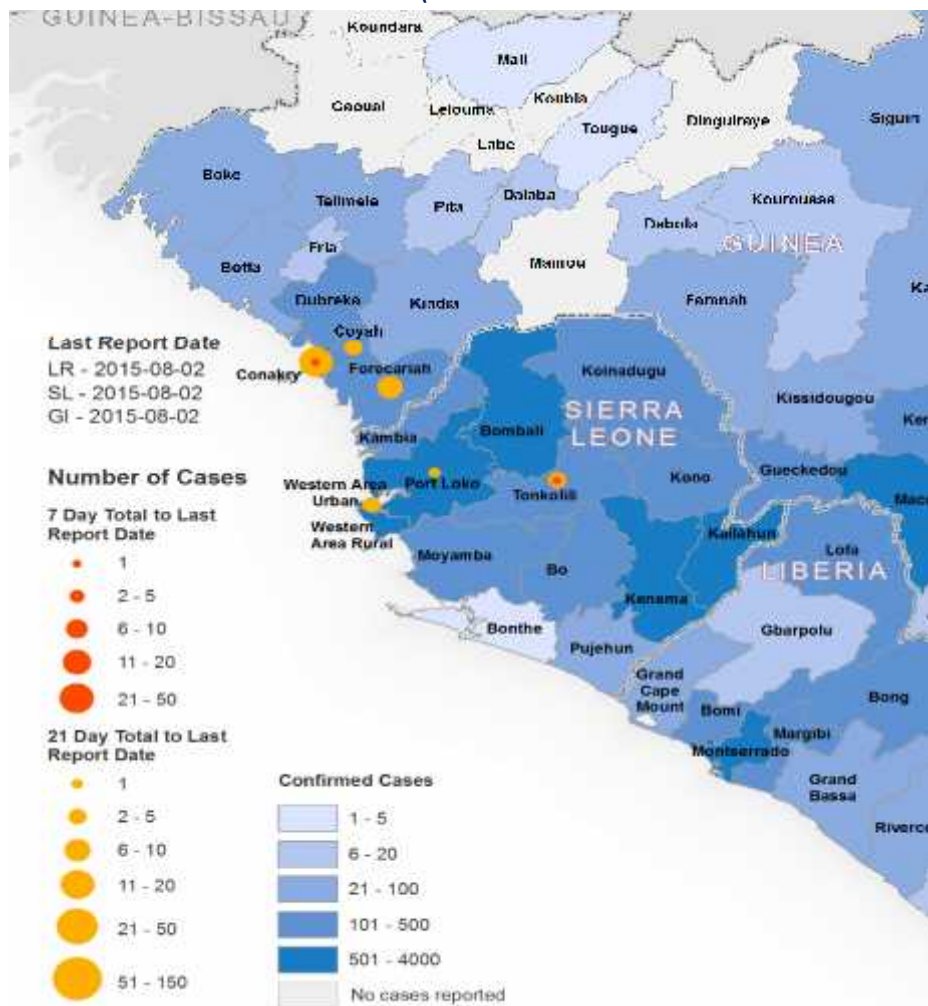 GUINEA-BISSAU
Koundara
Mali
Gaoual
Lelouma
Koubia
Labe
Tougue
Dinguiraye
Siguiri
Boke
Telimele
Pita
Dalaba
Kouroussa
Dabola
GUINEA
Fria
Boffa
Mamou
Dubreka
Kindia
Faranah
Coyah
Last Report Date
LR - 2015-08-02
SL - 2015-08-02
GI - 2015-08-02
Conakry
Forecariah
Koinadugu
Kissidougou
SIERRA
LEONE
Kambia
Bombali
Number of Cases
Kono
Gueckedou
Western Area
Urban
Port Loko
Tonkolili
7 Day Total to Last
Report Date
Western
Area Rural
Kailahun
Lofa
Moyamba
Bo
LIBERIA
1
2 - 5
6 - 10
11 - 20
21 - 50
Kenema
Bonthe
Gbarpolu
Pujehun
Grand
Cape
Mount
Bong
Bomi
Margibi
Montserrado
21 Day Total to Last
Report Date
Grand
Bassa
1
2 - 5
6 - 10
11 - 20
21 - 50
51 - 150
Confirmed Cases
1 - 5
6 - 20
21 - 100
101 - 500
501 - 4000
No cases reported
Riverce